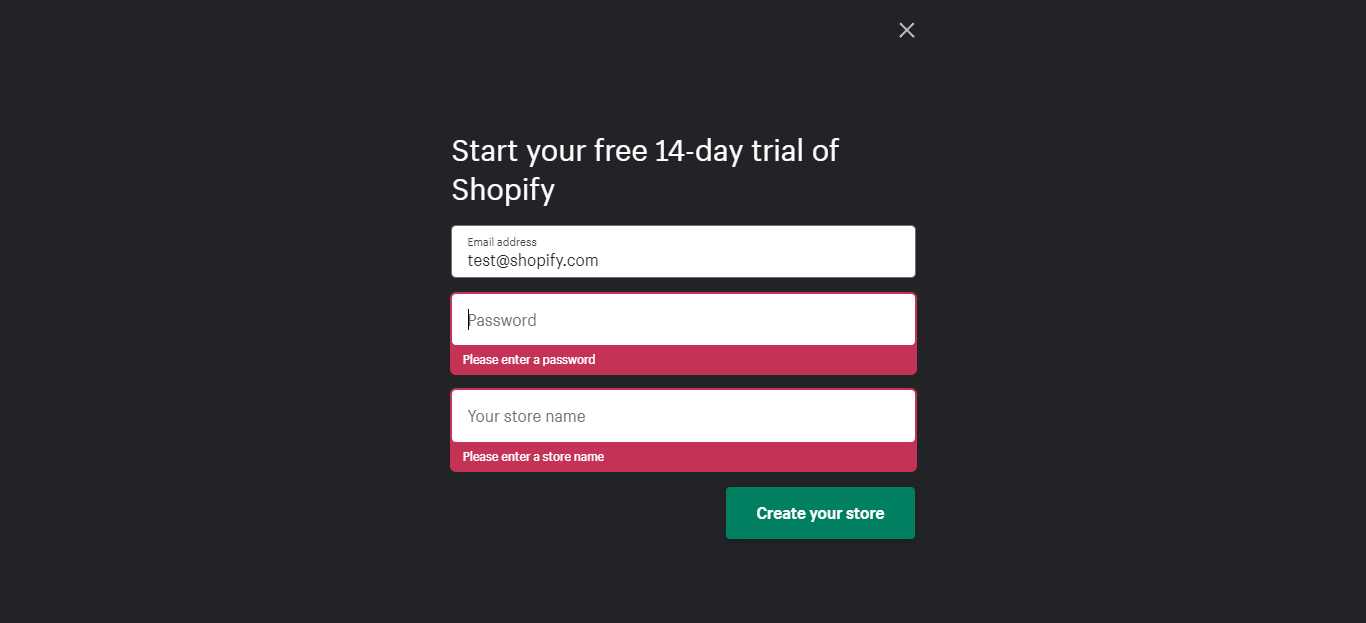 Start your free 14-day trial of
Shopify
Email address
test@shopify.com
Password
Please enter a password
Your store name
Please enter a store name
Create your store